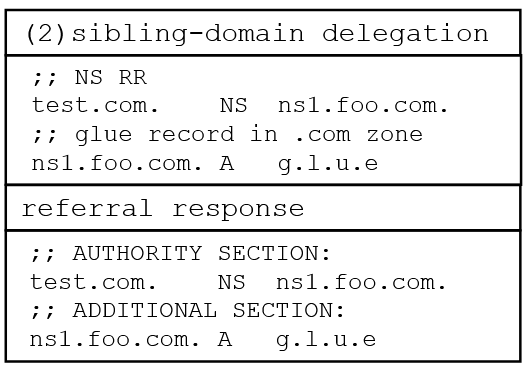 (2)sibling-domain delegation
;; NS RR
test.com. NS ns1.foo.com.
;; glue record in .com zone
ns1.foo.com. A g.l.u.e
referral response
;; AUTHORITY SECTION:
test.com. NS ns1.foo.com.
;; ADDITIONAL SECTION:
ns1.foo.com. A g.l.u.e